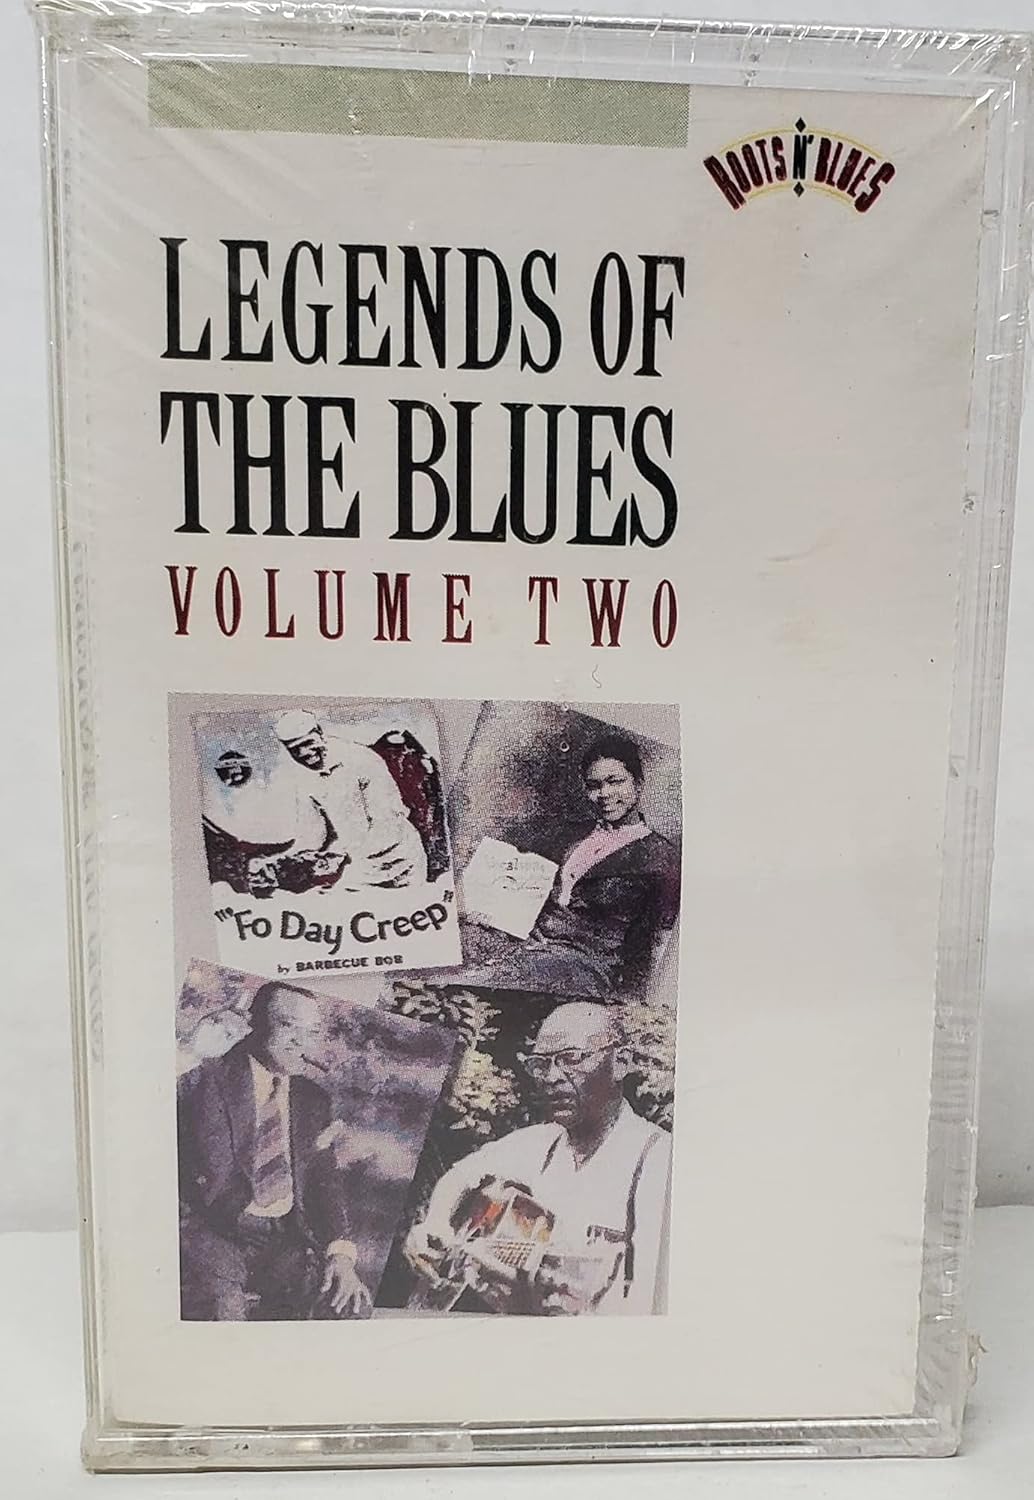 ROOTS N' BLUES
LEGENDS OF
THE BLUES
VOLUME TWO
"'Fo Day Creep"
by BARBECUE BOB